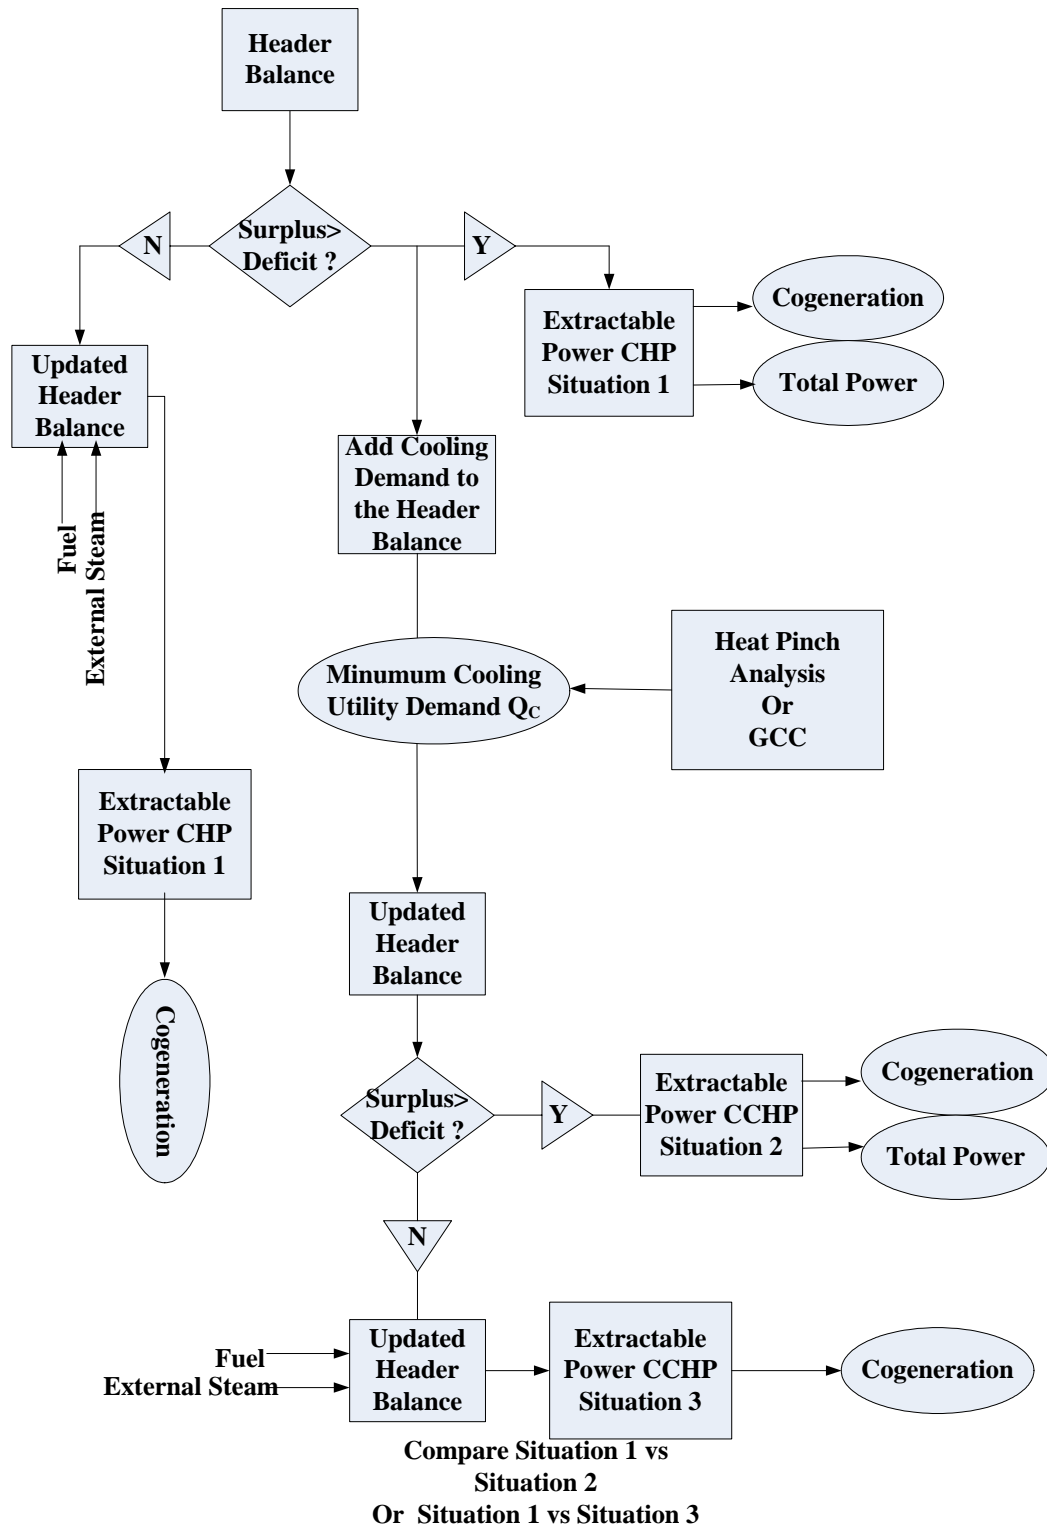 Header
Balance
Surplus>
Deficit ?
N
Y
Extractable
Power CHP
Situation 1
Cogeneration
Total Power
Updated
Header
Balance
Fuel
External Steam
Add Cooling
Demand to
the Header
Balance
Minumum Cooling
Utility Demand QC
Heat Pinch
Analysis
Or
GCC
Extractable
Power CHP
Situation 1
Cogeneration
Updated
Header
Balance
Surplus>
Deficit ?
Y
Extractable
Power CCHP
Situation 2
Cogeneration
Total Power
N
Fuel
External Steam
Updated
Header
Balance
Extractable
Power CCHP
Situation 3
Cogeneration
Compare Situation 1 vs
Situation 2
Or Situation 1 vs Situation 3